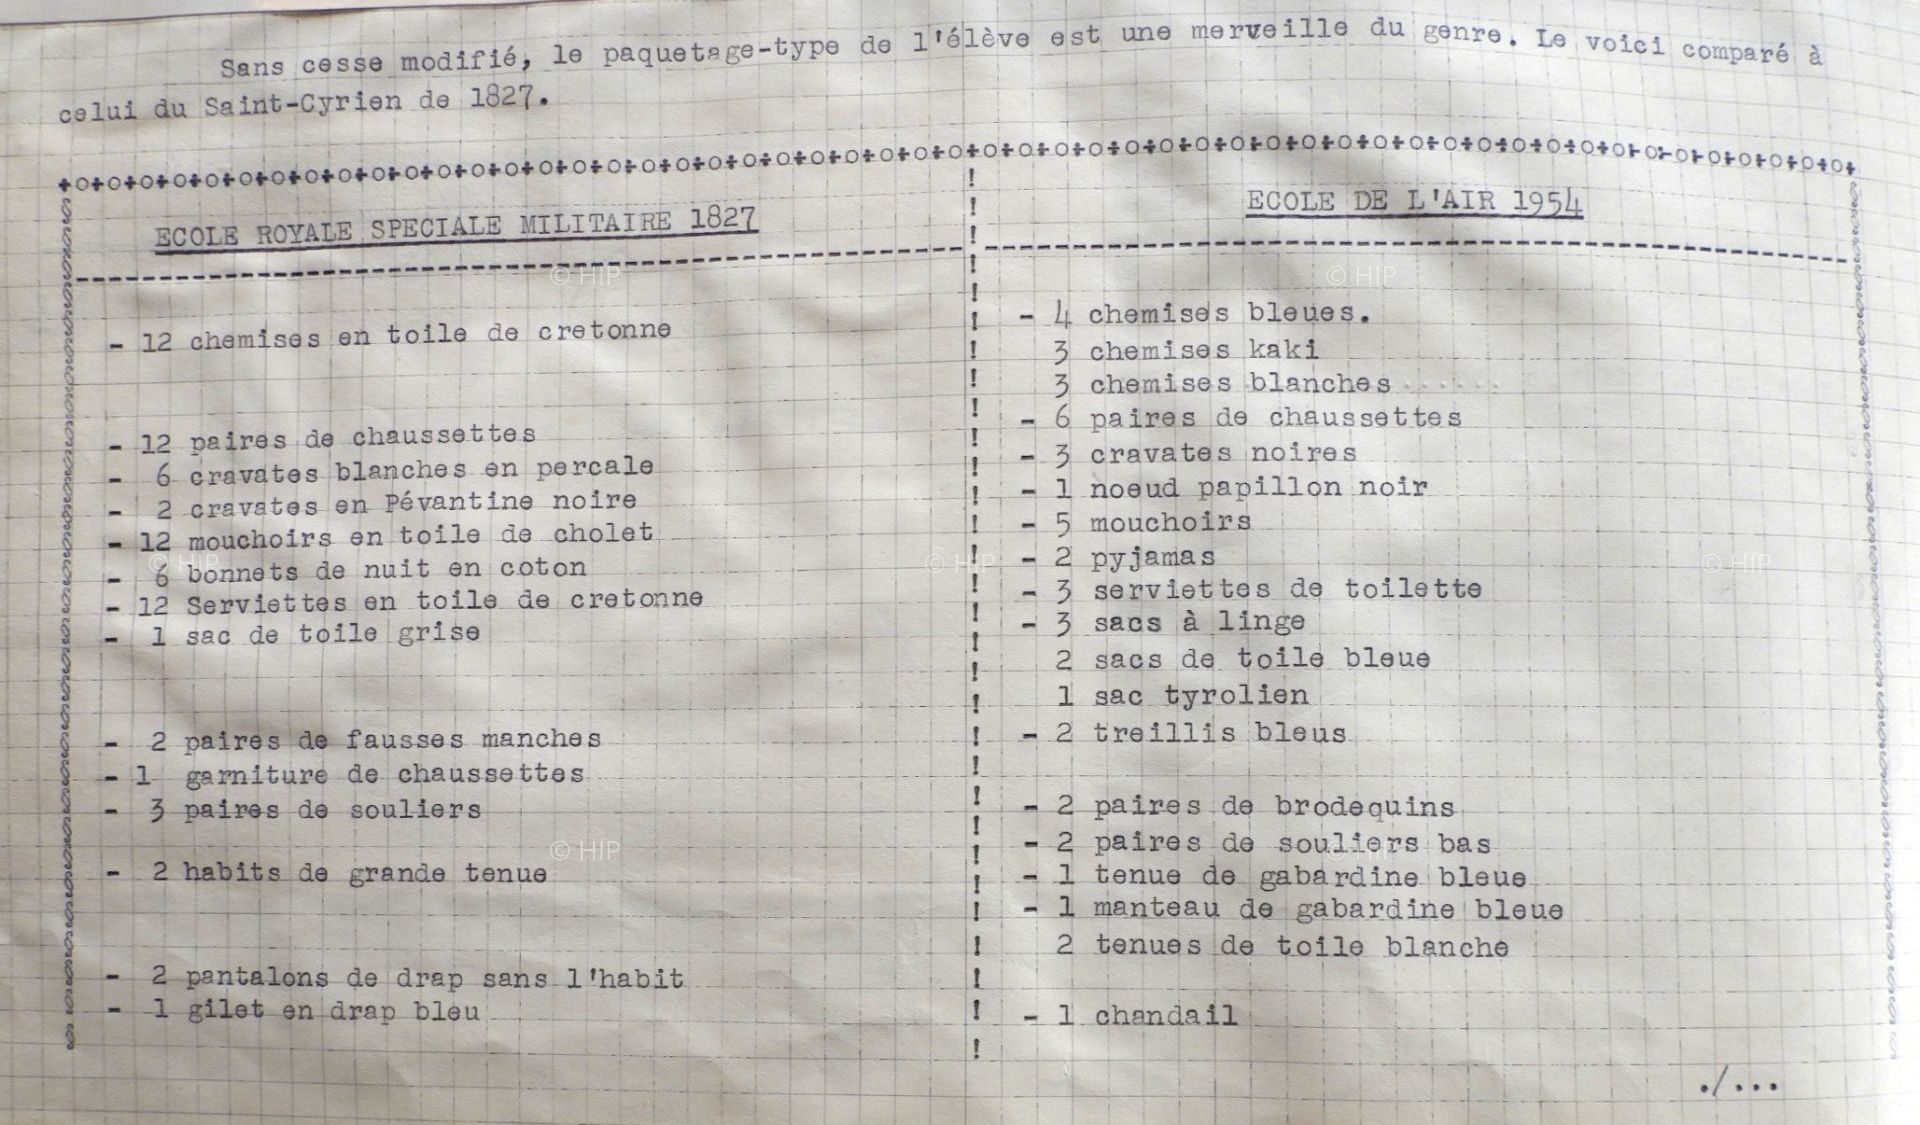 Sans cesse modifié, le paquetage-type de l'élève est une merveille du genre. Le voici comparé à
celui du Saint-Cyrien de 1827.
ECOLE ROYALE SPECIALE MILITAIRE 1827
- 12 chemises en toile de cretonne
- 12 paires de chaussettes
- 6 cravates blanches en percale
- 2 cravates en Pévantine noire
- 12 mouchoirs en toile de cholet
- 6 bonnets de nuit en coton
- 12 Serviettes en toile de cretonne
- 1 sac de toile grise
- 2 paires de fausses manches
- 1 garniture de chaussettes
- 3 paires de souliers
- 2 habits de grande tenue
- 2 pantalons de drap sans l'habit
- 1 gilet en drap bleu
ECOLE DE L'AIR 1954
- 4 chemises bleues.
3 chemises kaki
3 chemises blanches
- 6 paires de chaussettes
- 3 cravates noires
- 1 noeud papillon noir
- 5 mouchoirs
- 2 pyjamas
- 3 serviettes de toilette
- 3 sacs à linge
2 sacs de toile bleue
1 sac tyrolien
- 2 treillis bleus
- 2 paires de brodequins
- 2 paires de souliers bas
- 1 tenue de gabardine bleue
- 1 manteau de gabardine bleue
2 tenues de toile blanche
- 1 chandail
./...
© HIP
© HIP
© HIP
© HIP
© HIP
© HIP
© HIP